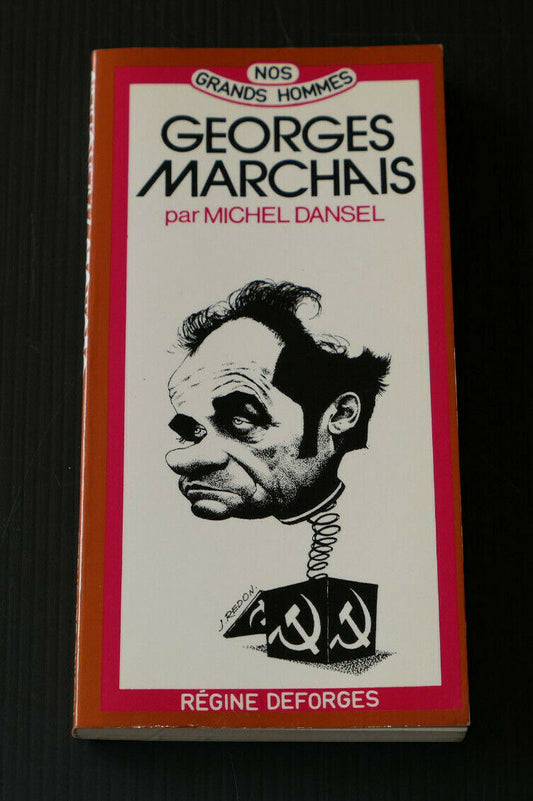 NOS
GRANDS HOMMES
GEORGES
MARCHAIS
par MICHEL DANSEL
J. REDON.
RÉGINE DEFORGES